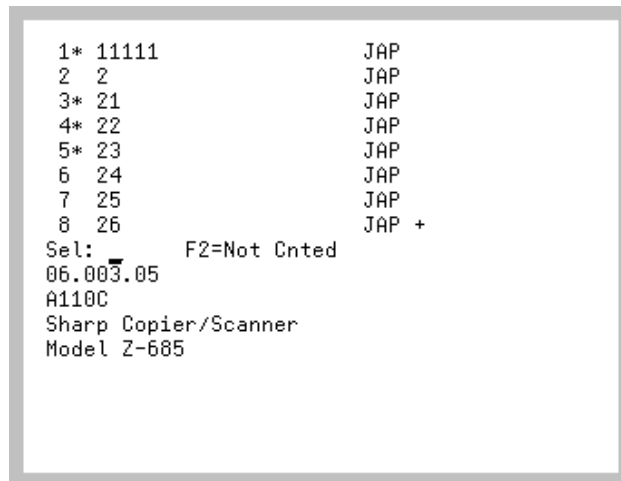 1* 11111 JAP
2 2 JAP
3* 21 JAP
4* 22 JAP
5* 23 JAP
6 24 JAP
7 25 JAP
8 26 JAP +
Sel: _ F2=Not Cnted
06.003.05
A110C
Sharp Copier/Scanner
Model Z-685